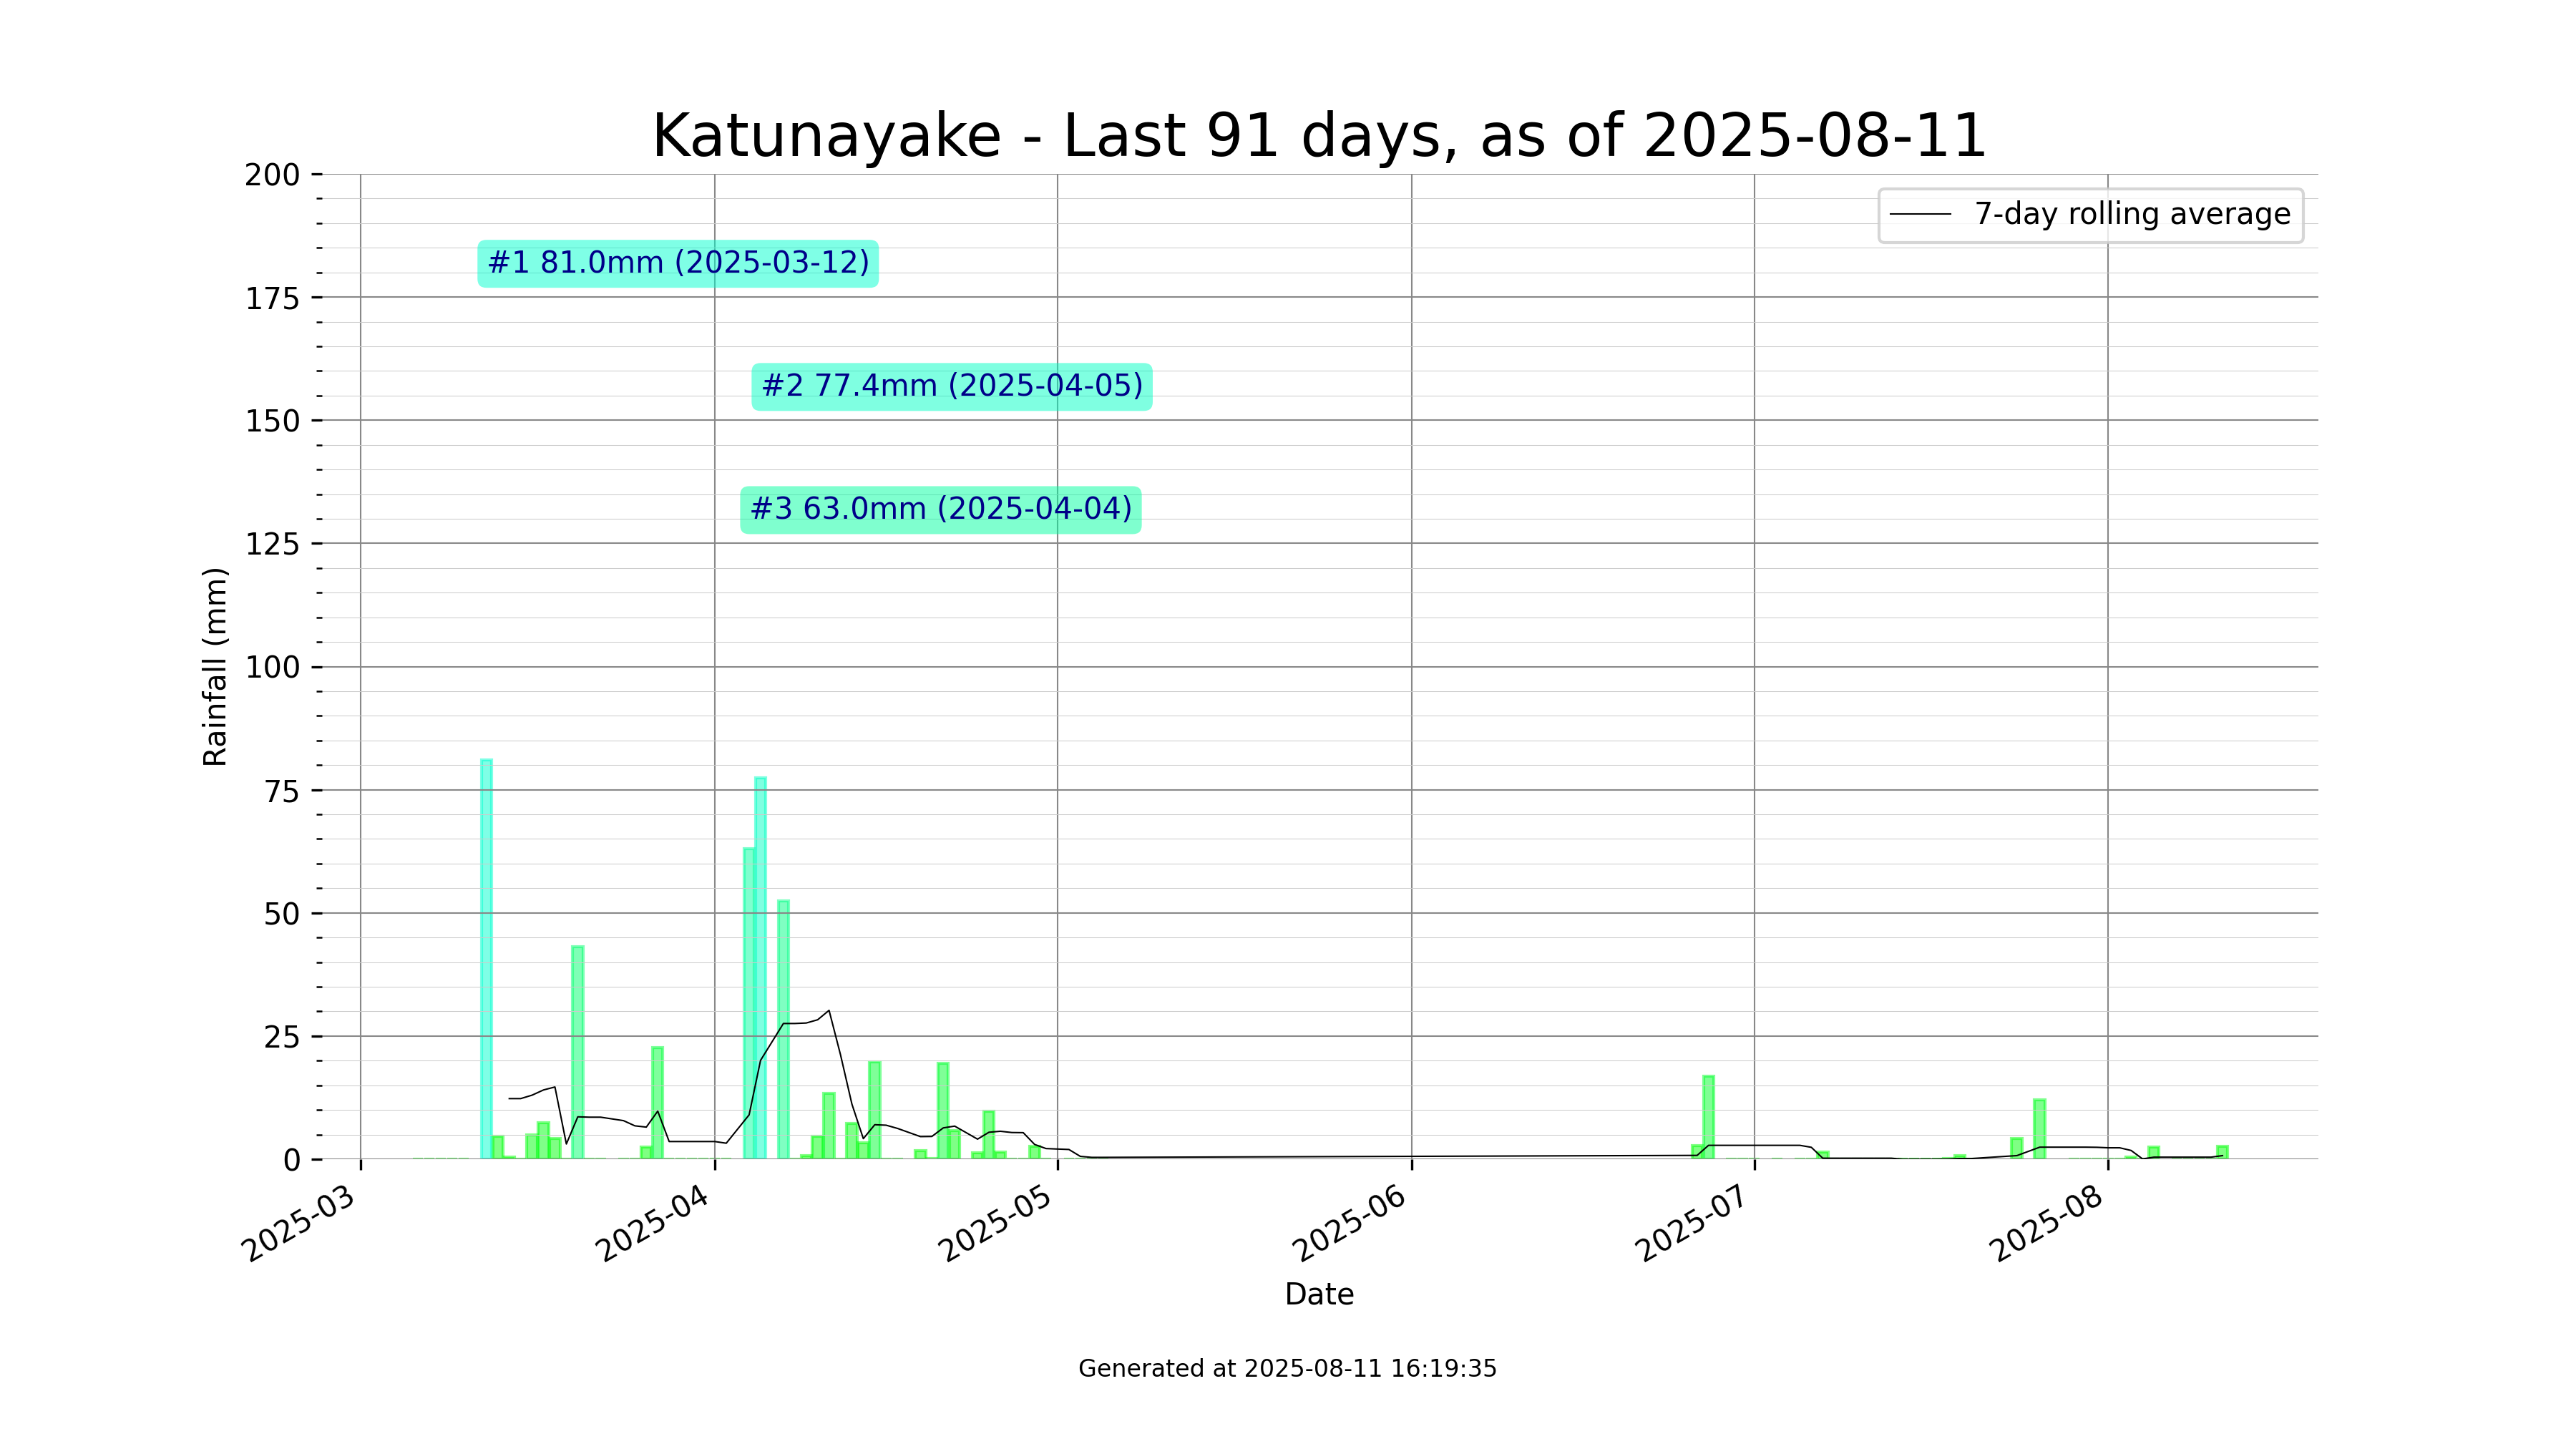 Katunayake - Last 91 days, as of 2025-08-11
7-day rolling average
#1 81.0mm (2025-03-12)
#2 77.4mm (2025-04-05)
#3 63.0mm (2025-04-04)
Rainfall (mm)
200
175
150
125
100
75
50
25
0
2025-03
2025-04
2025-05
2025-06
2025-07
2025-08
Date
Generated at 2025-08-11 16:19:35